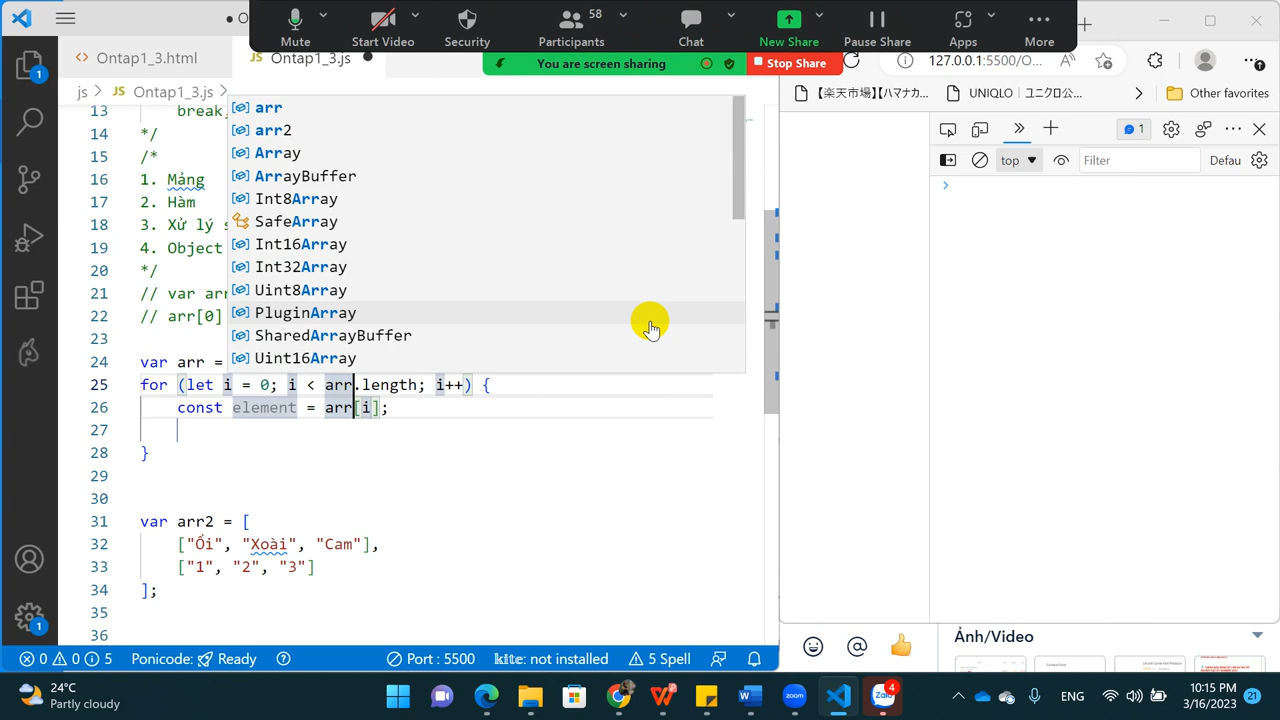 58
Mute
Start Video
Security
Participants
Chat
New Share
Pause Share
Apps
More
You are screen sharing
Stop Share
Ontap1_3.html
Ontap1_3.js
127.0.0.1:5500/O...
js > JS Ontap1_3.js >
【楽天市場】【ハマナカ...
UNIQLO | ユニクロ公...
Other favorites
1
top
Filter
Defau
13 break;
14 */
15 /*
16 1. Mảng
17 2. Hàm
18 3. Xử lý s
19 4. Object
20 */
21 // var arr
22 // arr[0]
23
24 var arr =
25 for (let i = 0; i < arr.length; i++) {
26 const element = arr[i];
27
28 }
29
30
31 var arr2 = [
32 ["Ổi", "Xoài", "Cam"],
33 ["1", "2", "3"]
34 ];
35
36
arr
arr2
Array
ArrayBuffer
Int8Array
SafeArray
Int16Array
Int32Array
Uint8Array
PluginArray
SharedArrayBuffer
Uint16Array
1
1
0 0 5
Ponicode: Ready
Port : 5500
kite: not installed
5 Spell
Ảnh/Video
24°C
Partly cloudy
4
ENG
10:15 PM
3/16/2023
21